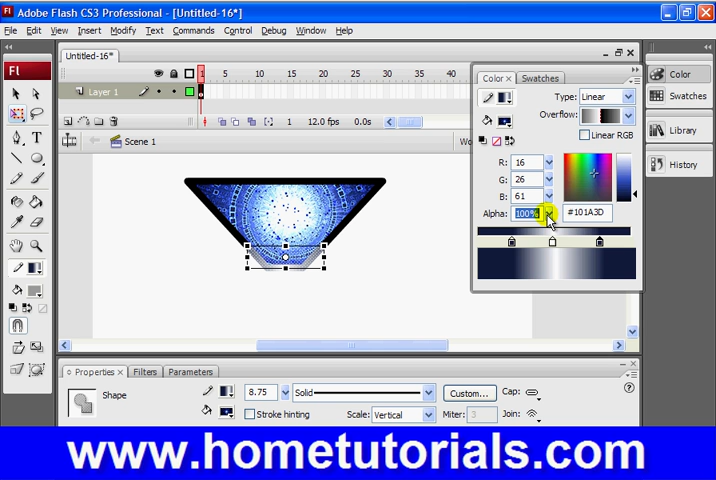 Adobe Flash CS3 Professional - [Untitled-16*]
File Edit View Insert Modify Text Commands Control Debug Window Help
Untitled-16*
1 5 10 15 20 25 30 35 40 45
Layer 1
1 12.0 fps 0.0s
Scene 1
Color Swatches
Type: Linear
Overflow:
Linear RGB
R: 16
G: 26
B: 61
Alpha: 100% #101A3D
Color
Swatches
Library
History
Fl
Properties Filters Parameters
Shape
8.75 Solid Custom... Cap:
Stroke hinting Scale: Vertical Miter: 3 Join:
www.hometutorials.com